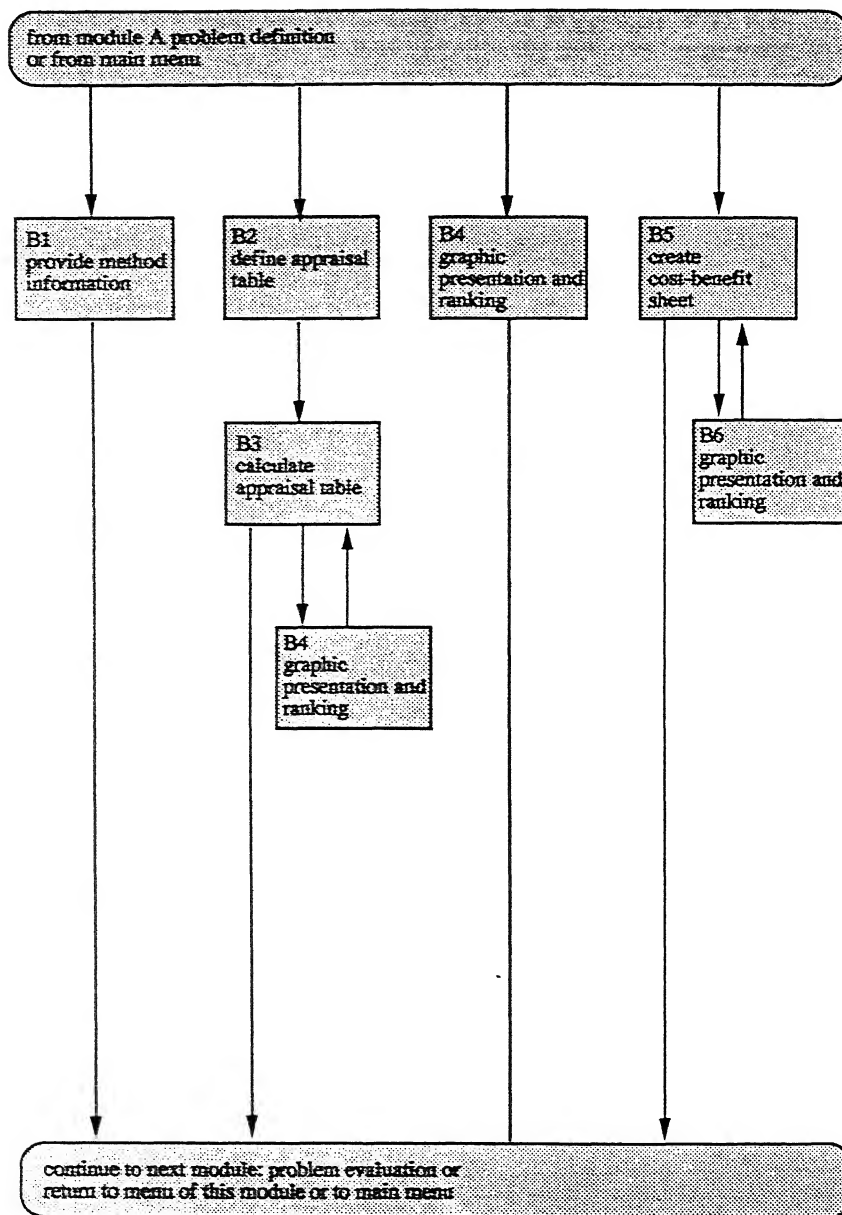 from module A problem definition
or from main menu
B1
provide method
information
B2
define appraisal
table
B4
graphic
presentation and
ranking
B5
create
cost-benefit
sheet
B3
calculate
appraisal table
B6
graphic
presentation and
ranking
B4
graphic
presentation and
ranking
continue to next module: problem evaluation or
return to menu of this module or to main menu